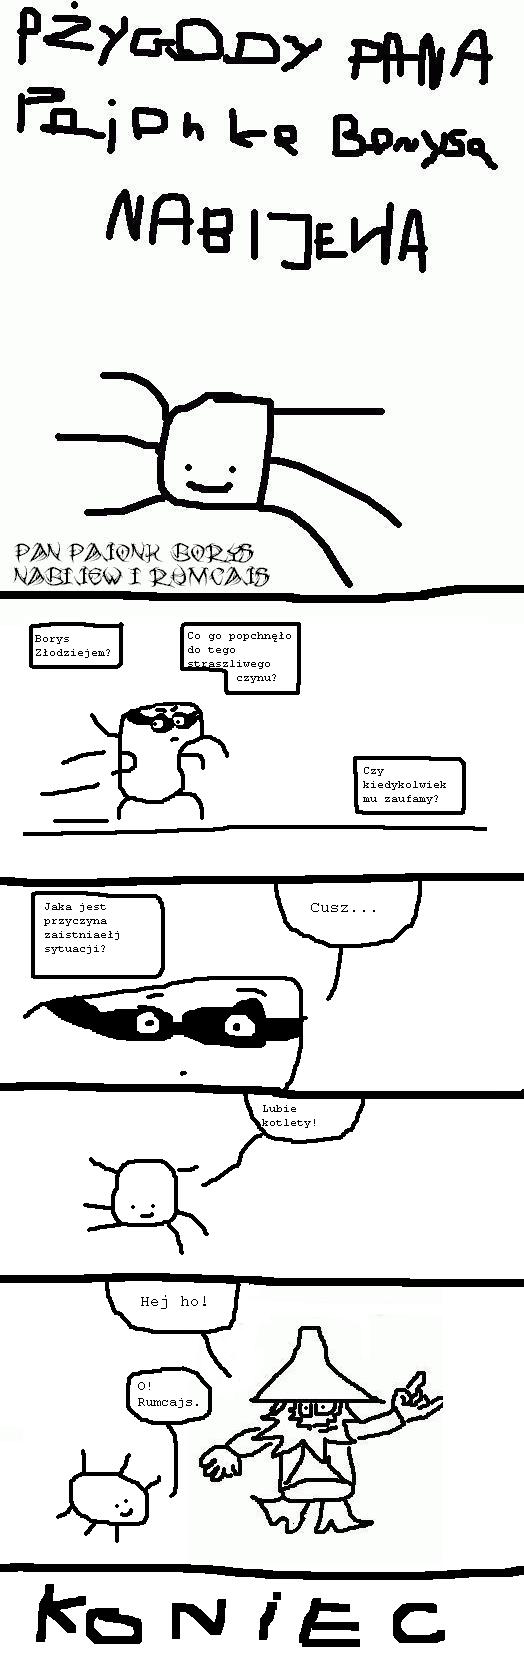 PŻYGODY PANA
PAJONKA BORYSA
NABIJEWA
PAN PAJONK BORYS
NABIJEW I RUMCAJS
Borys
Złodziejem?
Co go popchnęło
do tego
straszliwego
czynu?
Czy
kiedykolwiek
mu zaufamy?
Jaka jest
przyczyna
zaistniaełj
sytuacji?
Cusz...
Lubie
kotlety!
Hej ho!
O!
Rumcajs.
KONIEC